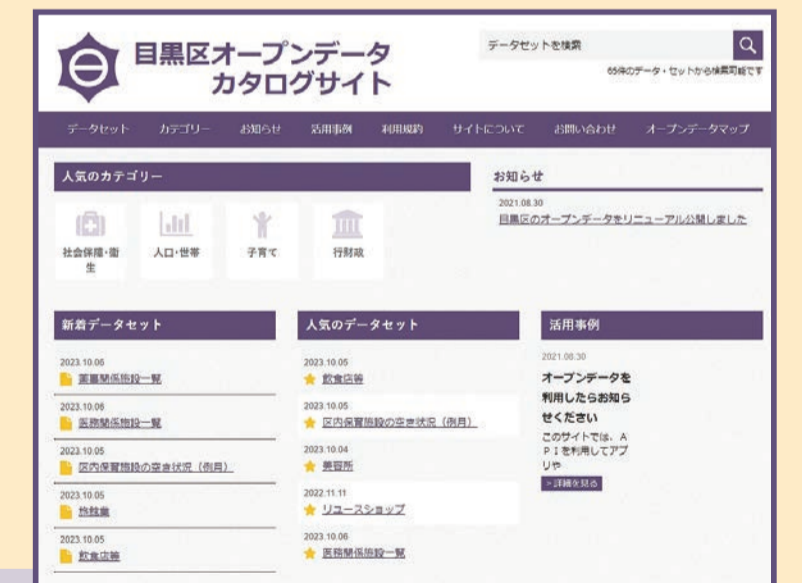 目黒区オープンデータ
カタログサイト
データセットを検索
65件のデータ・セットから検索可能です
データセット カテゴリー お知らせ 活用事例 利用規約 サイトについて お問い合わせ オープンデータマップ
人気のカテゴリー
社会保障・衛
生
人口・世帯
子育て
行財政
お知らせ
2021.08.30
目黒区のオープンデータをリニューアル公開しました
新着データセット
2023.10.06
薬事関係施設一覧
2023.10.06
医務関係施設一覧
2023.10.05
区内保育施設の空き状況（例月）
2023.10.05
旅館業
2023.10.05
飲食店等
人気のデータセット
2023.10.05
飲食店等
2023.10.05
区内保育施設の空き状況（例月）
2023.10.04
美容所
2022.11.11
リユースショップ
2023.10.06
医務関係施設一覧
活用事例
2021.08.30
オープンデータを
利用したらお知ら
せください
このサイトでは、A
PIを利用してアプ
リや
»詳細を見る